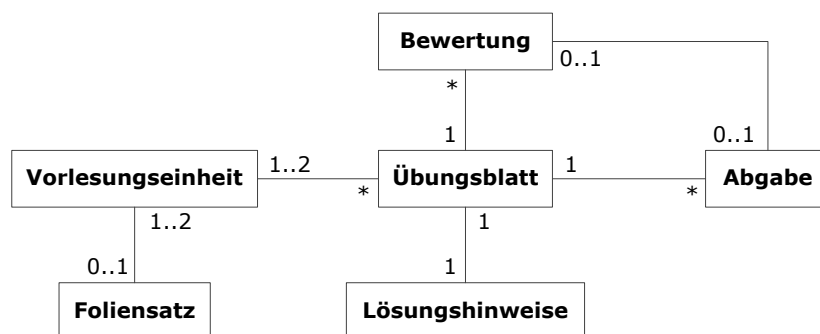 Bewertung
0..1
*
1
0..1
Vorlesungseinheit
1..2
*
Übungsblatt
1
*
Abgabe
1..2
1
0..1
1
Foliensatz
Lösungshinweise